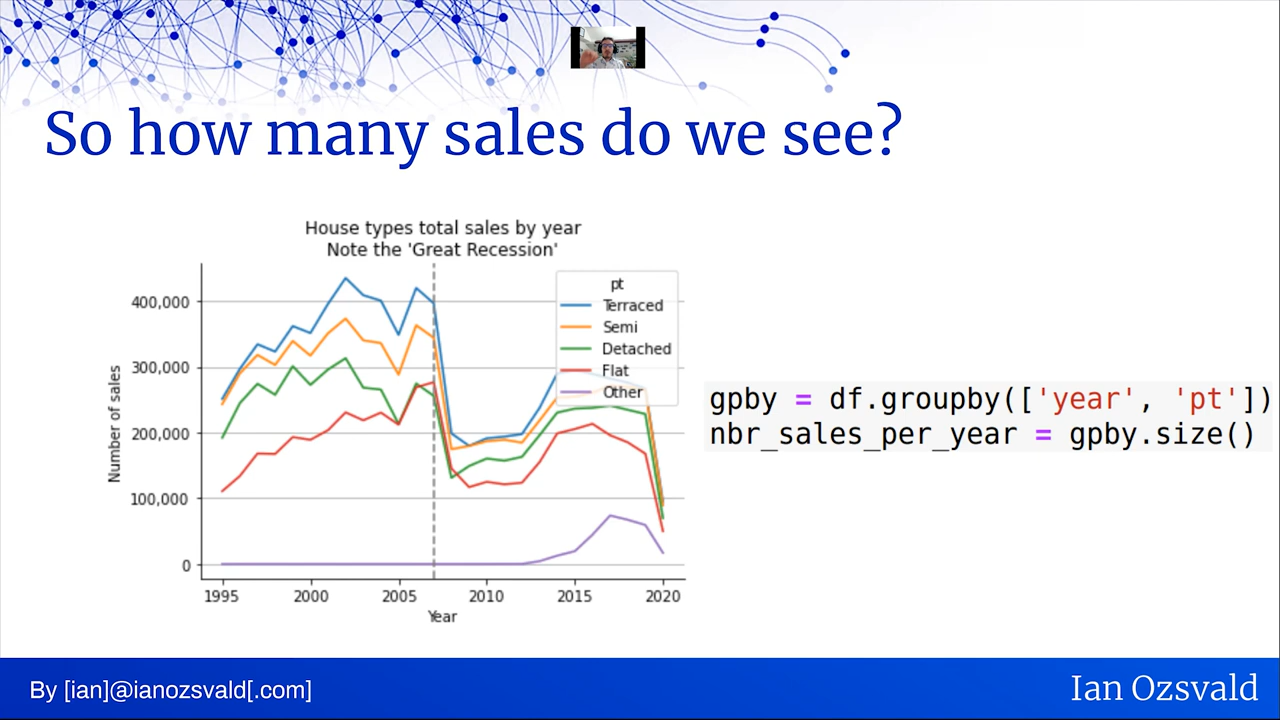 So how many sales do we see?
House types total sales by year
Note the 'Great Recession'
Number of sales
400,000
300,000
200,000
100,000
0
pt
Terraced
Semi
Detached
Flat
Other
1995 2000 2005 2010 2015 2020
Year
gpby = df.groupby(['year', 'pt'])
nbr_sales_per_year = gpby.size()
By [ian]@ianozsvald[.com]
Ian Ozsvald